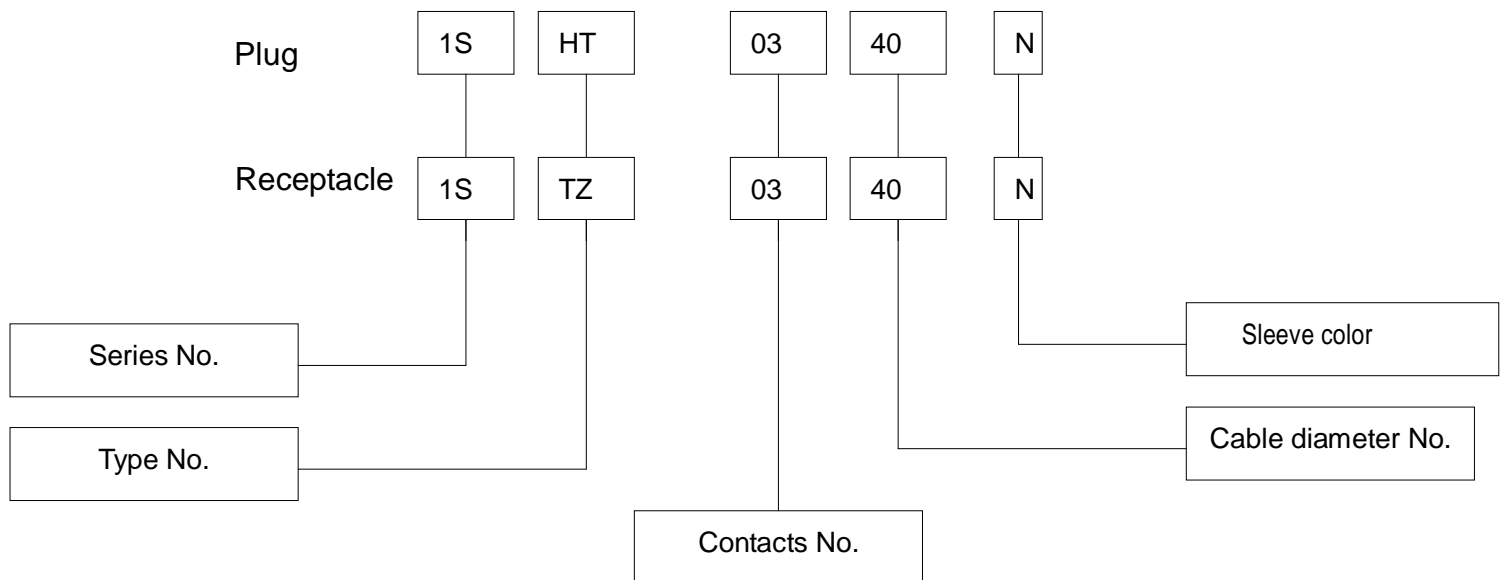 Plug 1S HT 03 40 N
Receptacle 1S TZ 03 40 N
Sleeve color
Series No.
Cable diameter No.
Type No.
Contacts No.